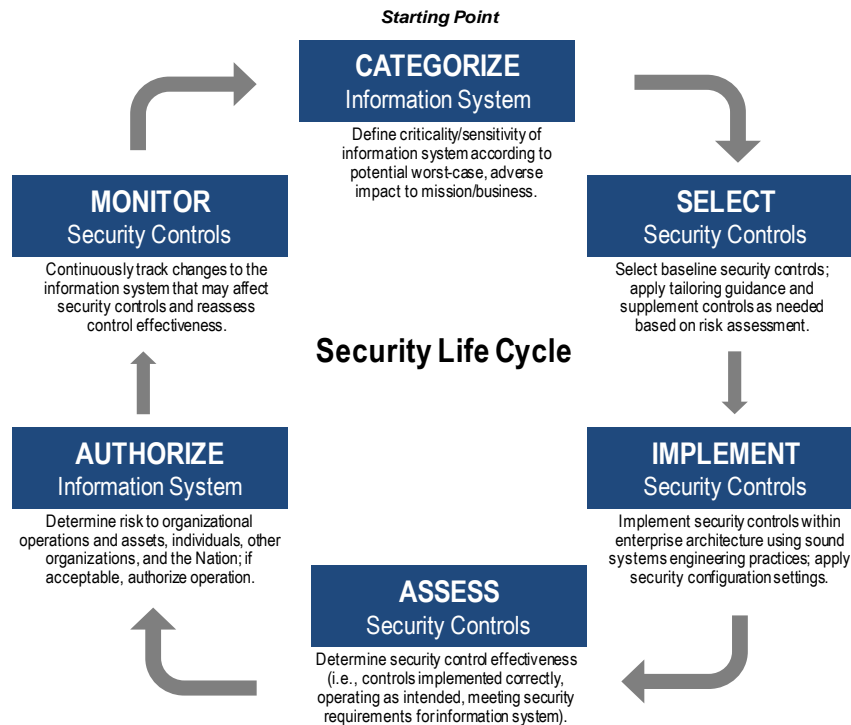 Starting Point
CATEGORIZE
Information System
Define criticality/sensitivity of
information system according to
potential worst-case, adverse
impact to mission/business.
SELECT
Security Controls
Select baseline security controls;
apply tailoring guidance and
supplement controls as needed
based on risk assessment.
IMPLEMENT
Security Controls
Implement security controls within
enterprise architecture using sound
systems engineering practices; apply
security configuration settings.
ASSESS
Security Controls
Determine security control effectiveness
(i.e., controls implemented correctly,
operating as intended, meeting security
requirements for information system).
AUTHORIZE
Information System
Determine risk to organizational
operations and assets, individuals, other
organizations, and the Nation; if
acceptable, authorize operation.
MONITOR
Security Controls
Continuously track changes to the
information system that may affect
security controls and reassess
control effectiveness.
Security Life Cycle